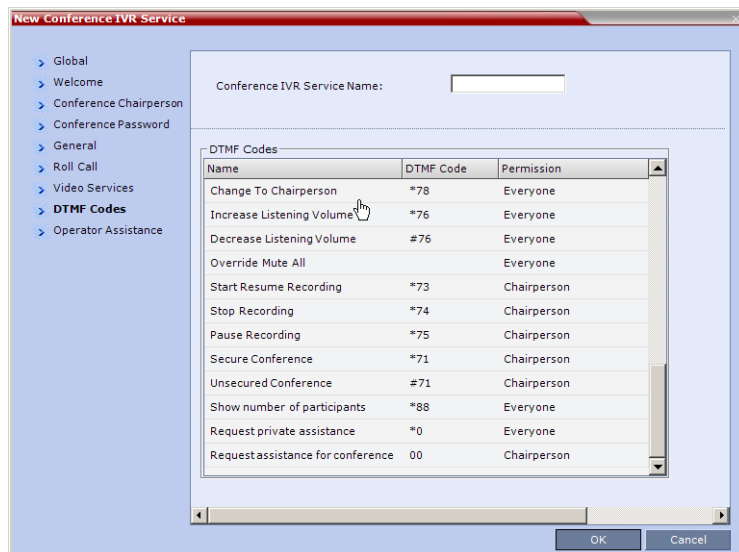 New Conference IVR Service
Global
Welcome
Conference Chairperson
Conference Password
General
Roll Call
Video Services
DTMF Codes
Operator Assistance
Conference IVR Service Name:
DTMF Codes
Name DTMF Code Permission
Change To Chairperson *78 Everyone
Increase Listening Volume *76 Everyone
Decrease Listening Volume #76 Everyone
Override Mute All Everyone
Start Resume Recording *73 Chairperson
Stop Recording *74 Chairperson
Pause Recording *75 Chairperson
Secure Conference *71 Chairperson
Unsecured Conference #71 Chairperson
Show number of participants *88 Everyone
Request private assistance *0 Everyone
Request assistance for conference 00 Chairperson
OK Cancel